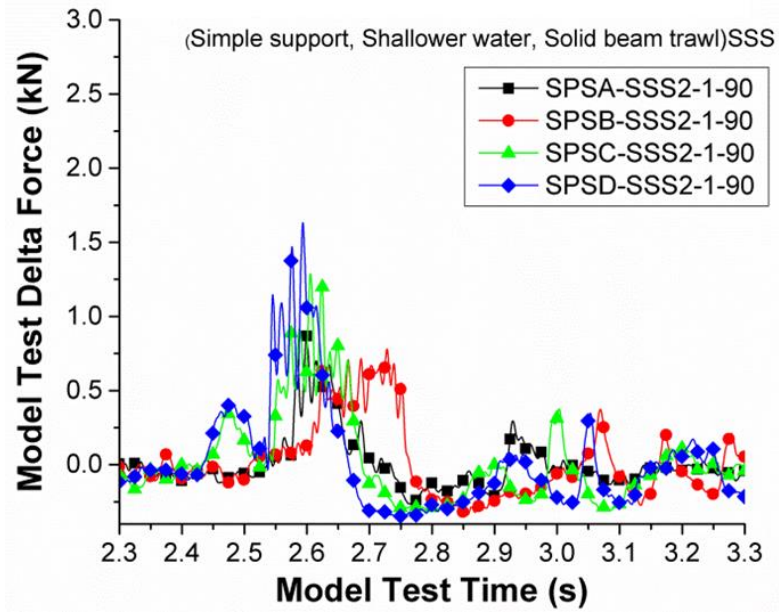 (Simple support, Shallower water, Solid beam trawl)SSS
SPSA-SSS2-1-90
SPSB-SSS2-1-90
SPSC-SSS2-1-90
SPSD-SSS2-1-90
Model Test Delta Force (kN)
3.0
2.5
2.0
1.5
1.0
0.5
0.0
2.3 2.4 2.5 2.6 2.7 2.8 2.9 3.0 3.1 3.2 3.3
Model Test Time (s)